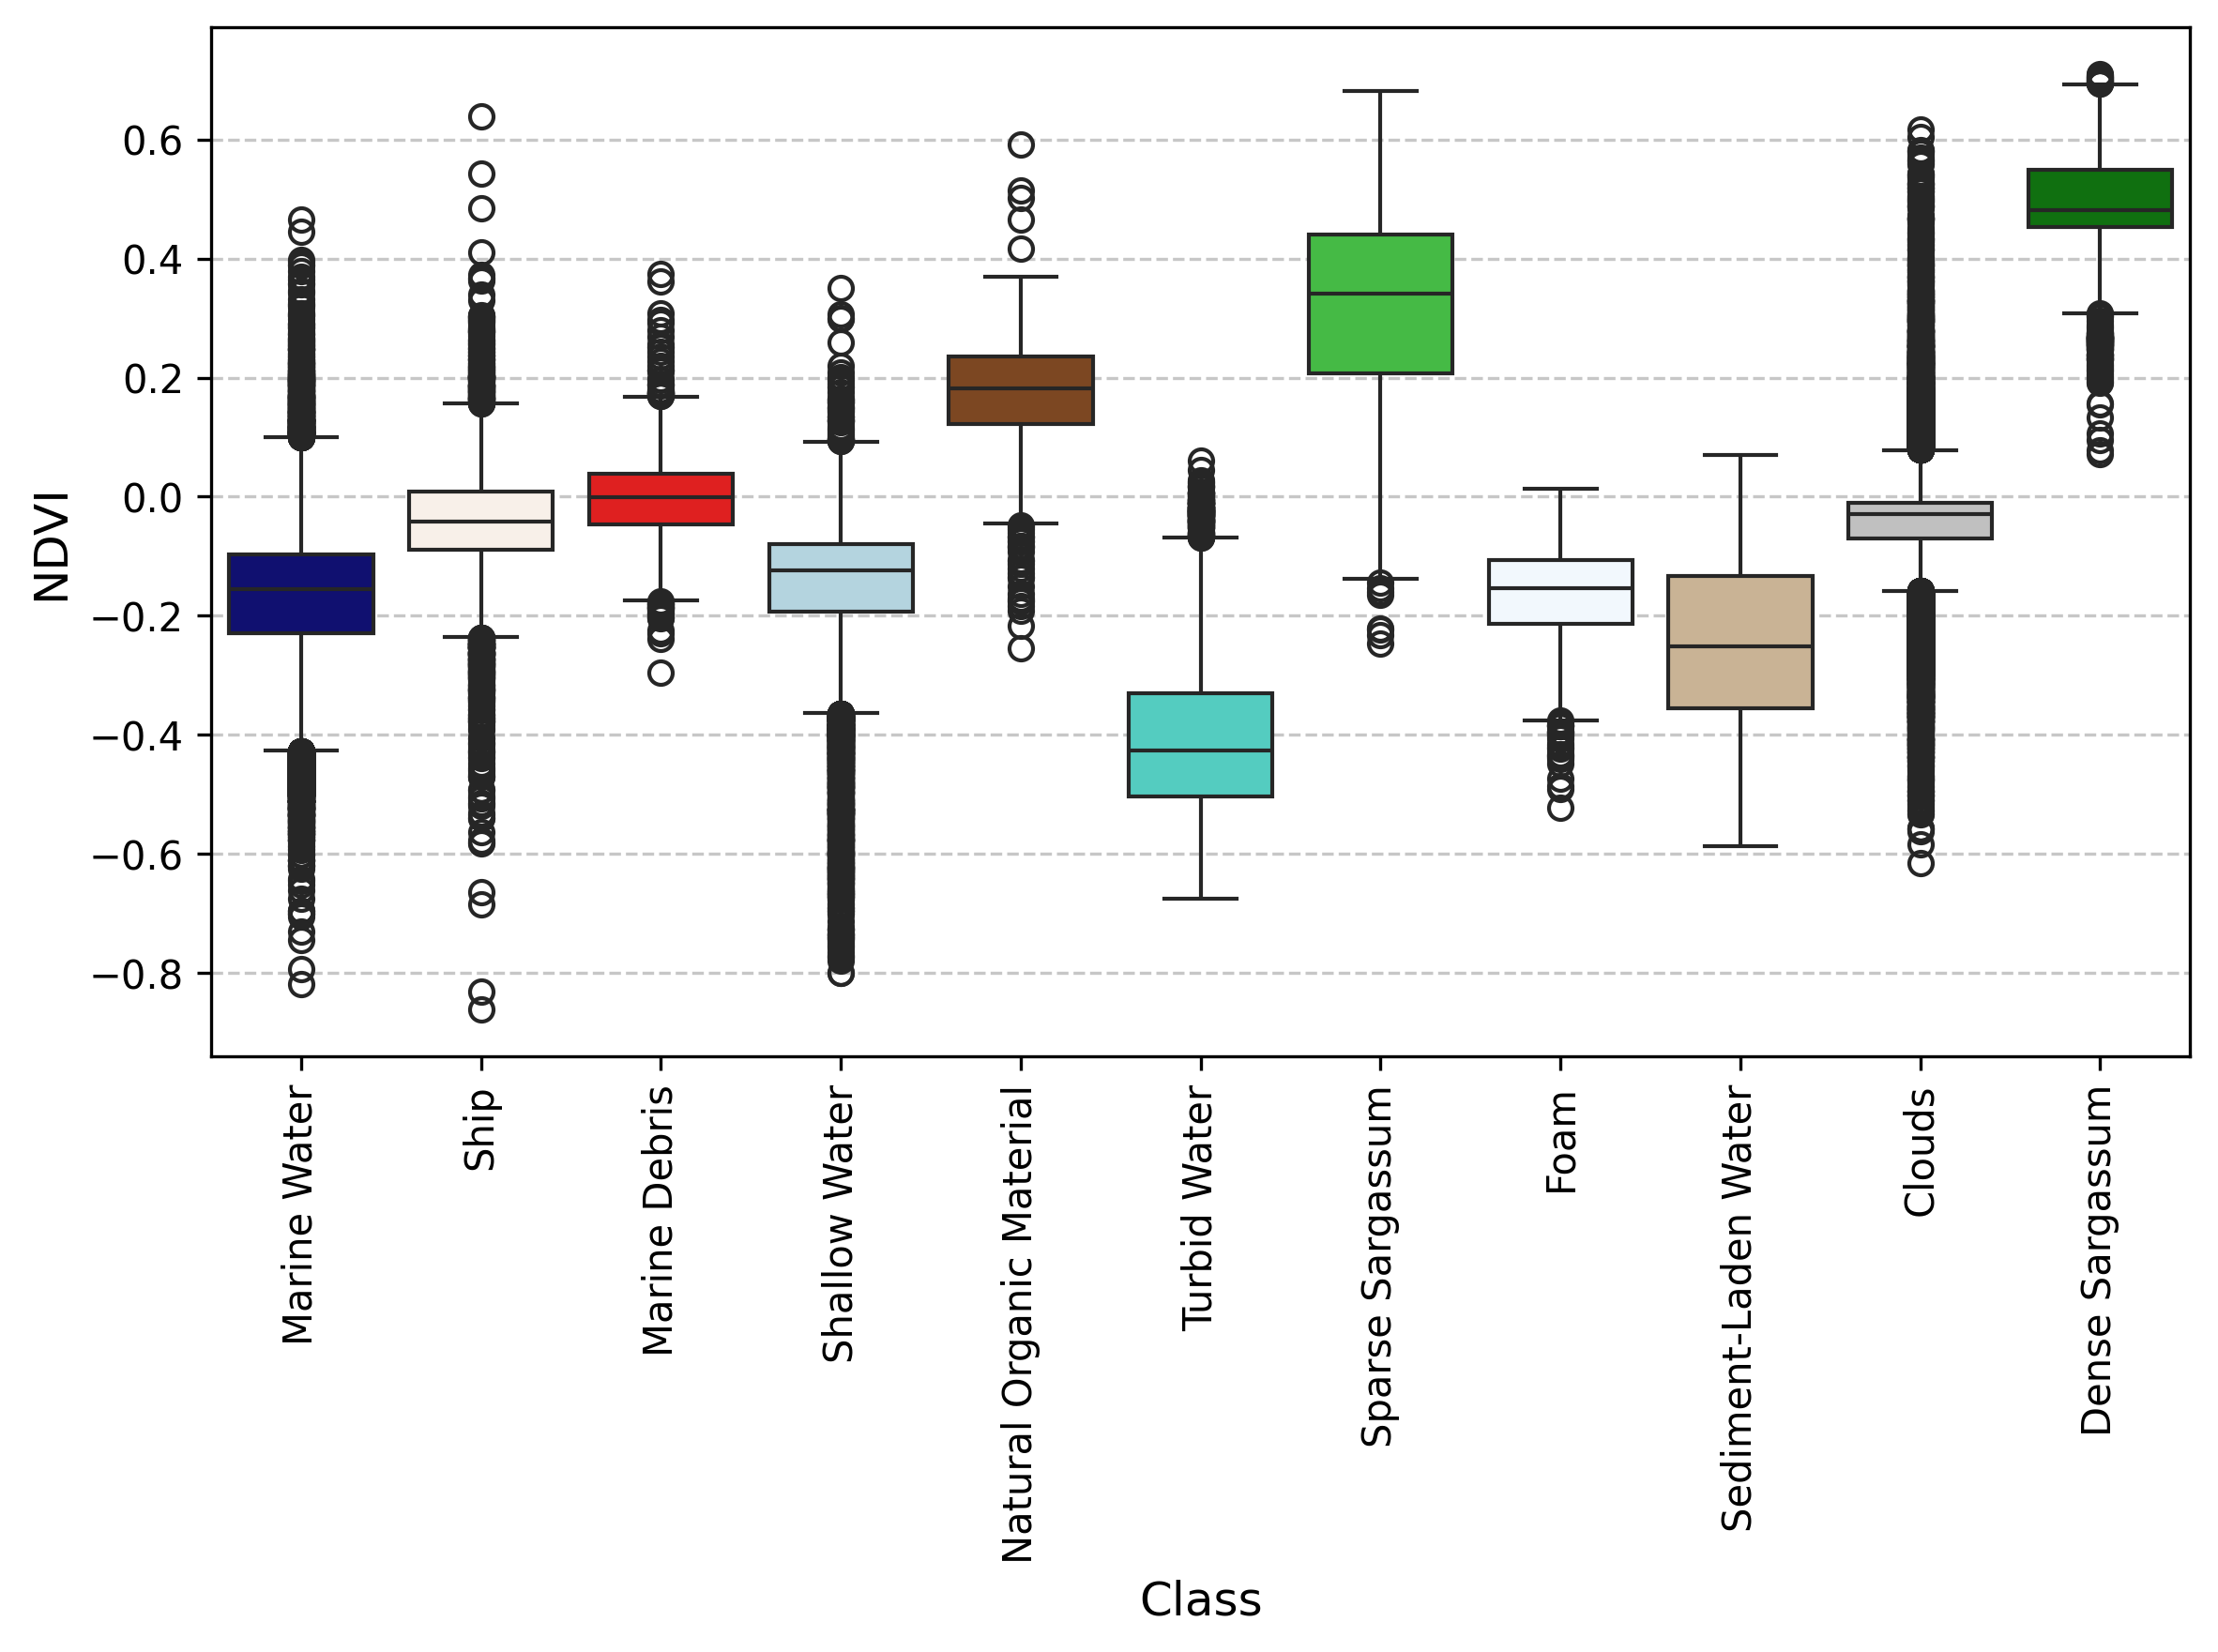 NDVI
0.6
0.4
0.2
0.0
−0.2
−0.4
−0.6
−0.8
Marine Water
Ship
Marine Debris
Shallow Water
Natural Organic Material
Turbid Water
Sparse Sargassum
Foam
Sediment-Laden Water
Clouds
Dense Sargassum
Class